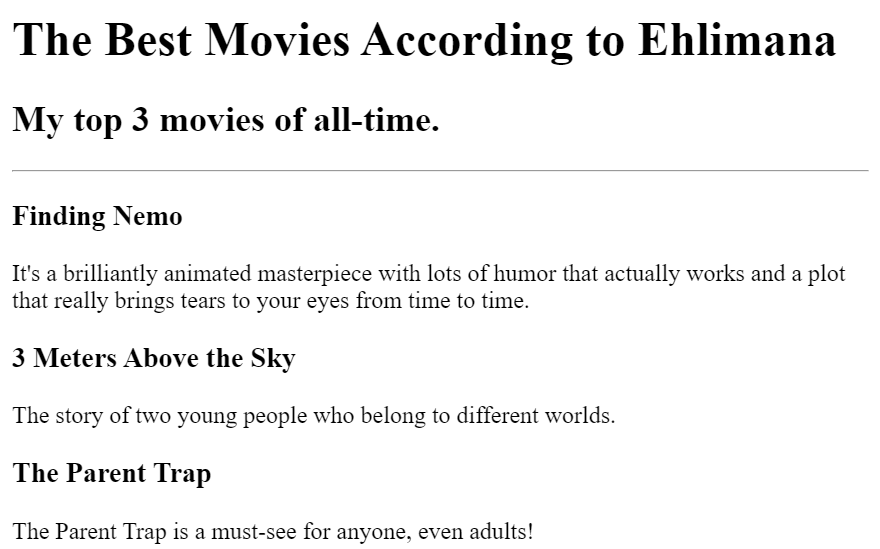 The Best Movies According to Ehlimana
My top 3 movies of all-time.
Finding Nemo
It's a brilliantly animated masterpiece with lots of humor that actually works and a plot
that really brings tears to your eyes from time to time.
3 Meters Above the Sky
The story of two young people who belong to different worlds.
The Parent Trap
The Parent Trap is a must-see for anyone, even adults!